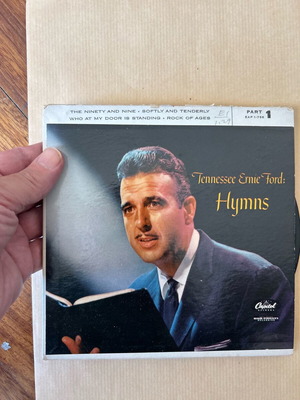 THE NINETY AND NINE • SOFTLY AND TENDERLY
WHO AT MY DOOR IS STANDING • ROCK OF AGES
PART 1
Tennessee Ernie Ford:
Hymns
Capitol
RECORDS